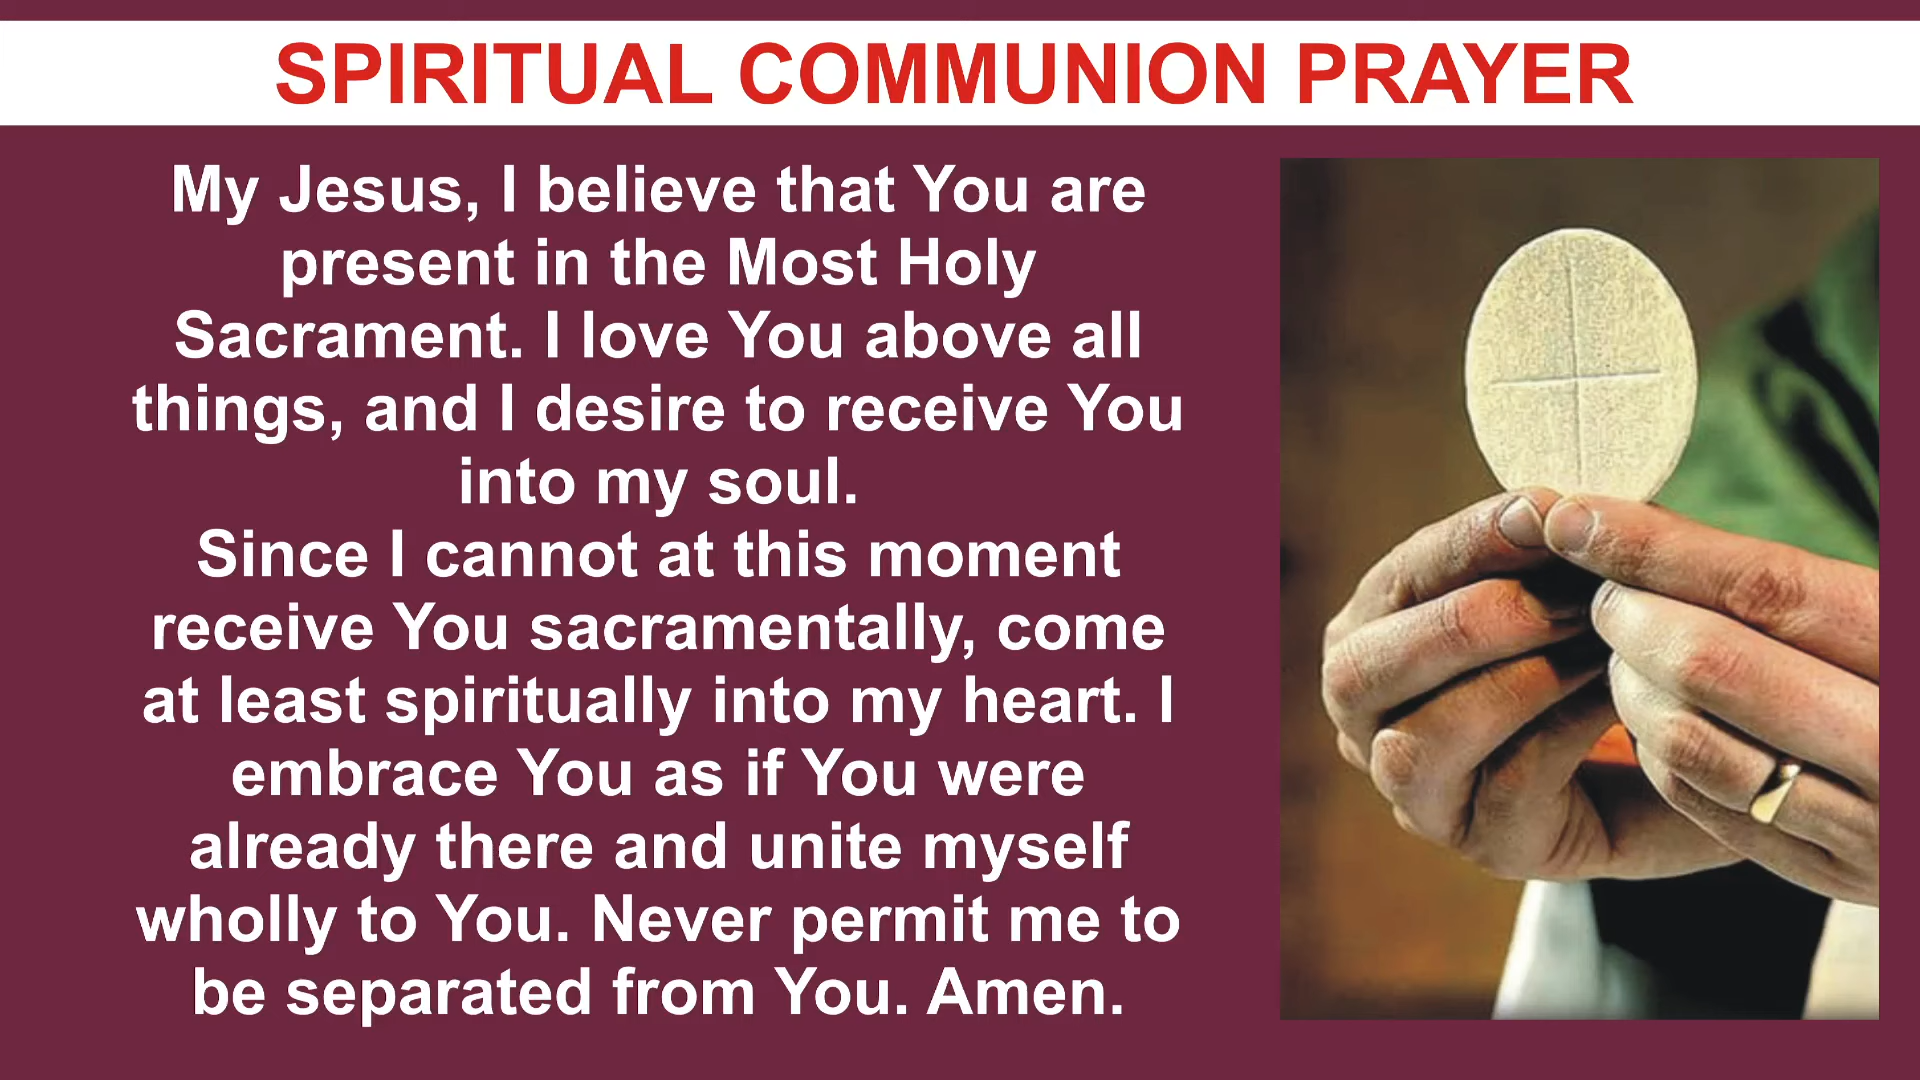 SPIRITUAL COMMUNION PRAYER
My Jesus, I believe that You are
present in the Most Holy
Sacrament. I love You above all
things, and I desire to receive You
into my soul.
Since I cannot at this moment
receive You sacramentally, come
at least spiritually into my heart. I
embrace You as if You were
already there and unite myself
wholly to You. Never permit me to
be separated from You. Amen.